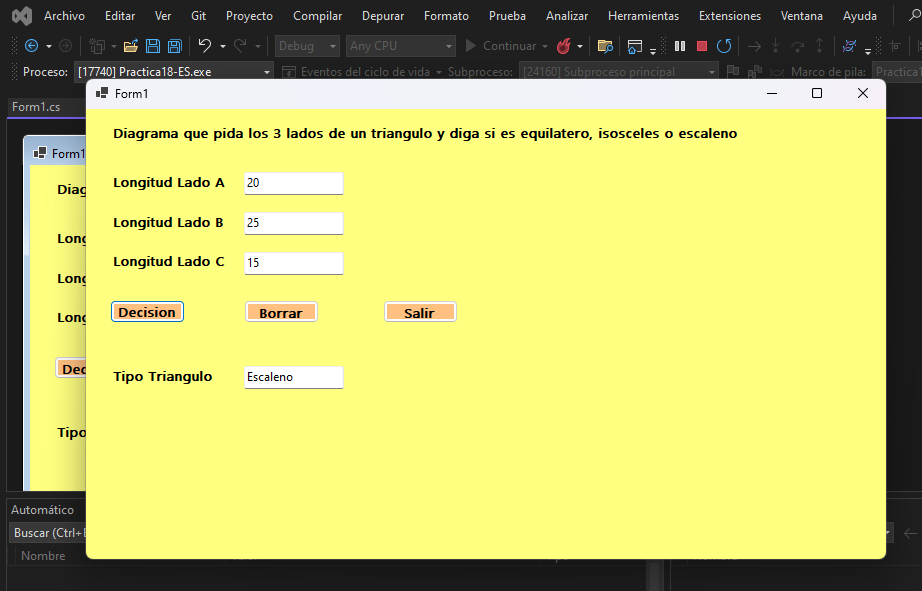 Archivo Editar Ver Git Proyecto Compilar Depurar Formato Prueba Analizar Herramientas Extensiones Ventana Ayuda
Debug Any CPU Continuar
Proceso: [17740] Practica18-ES.exe Eventos del ciclo de vida Subproceso: [24160] Subproceso principal Marco de pila: Practica1
Form1
Form1.cs
Diagrama que pida los 3 lados de un triangulo y diga si es equilatero, isosceles o escaleno
Form1
Diag
Longitud Lado A 20
Long
Longitud Lado B 25
Long
Longitud Lado C 15
Long
Decision Borrar Salir
Dec
Tipo Triangulo Escaleno
Tipo
Automático
Buscar (Ctrl+E
Nombre